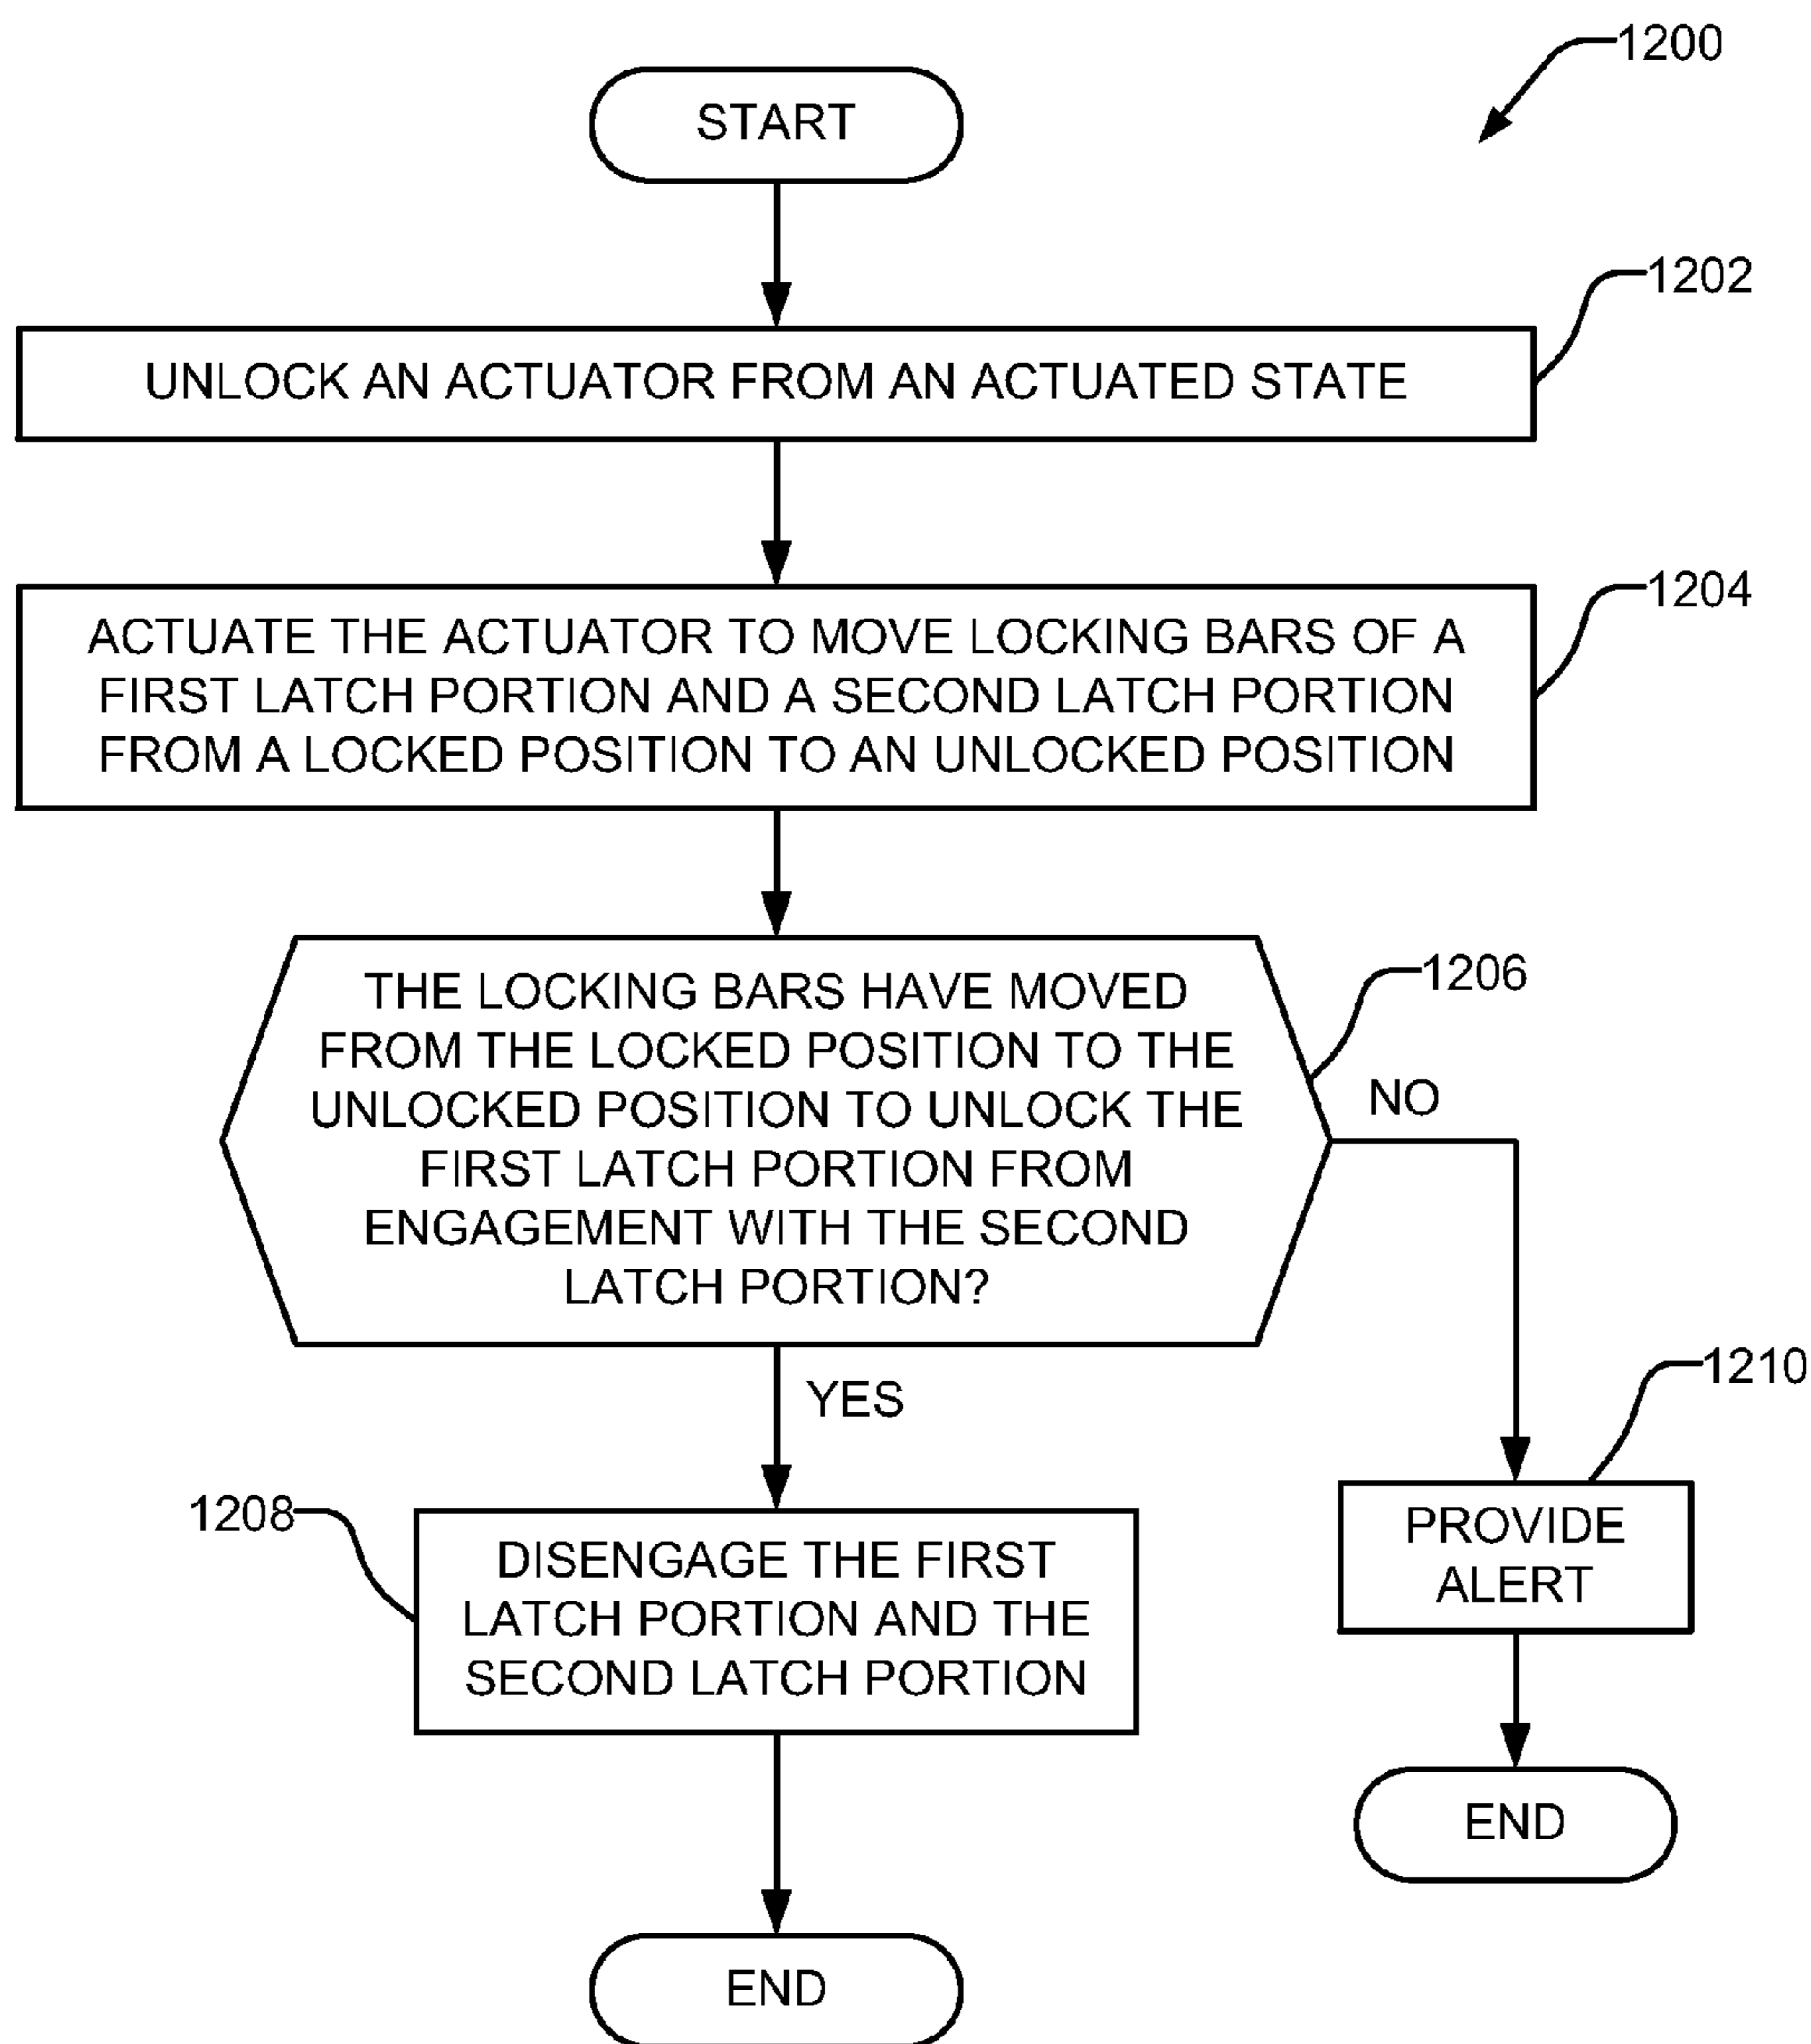 1200
START
1202
UNLOCK AN ACTUATOR FROM AN ACTUATED STATE
1204
ACTUATE THE ACTUATOR TO MOVE LOCKING BARS OF A
FIRST LATCH PORTION AND A SECOND LATCH PORTION
FROM A LOCKED POSITION TO AN UNLOCKED POSITION
1206
THE LOCKING BARS HAVE MOVED
FROM THE LOCKED POSITION TO THE
UNLOCKED POSITION TO UNLOCK THE
FIRST LATCH PORTION FROM
ENGAGEMENT WITH THE SECOND
LATCH PORTION?
NO
YES
1210
1208
DISENGAGE THE FIRST
LATCH PORTION AND THE
SECOND LATCH PORTION
PROVIDE
ALERT
END
END